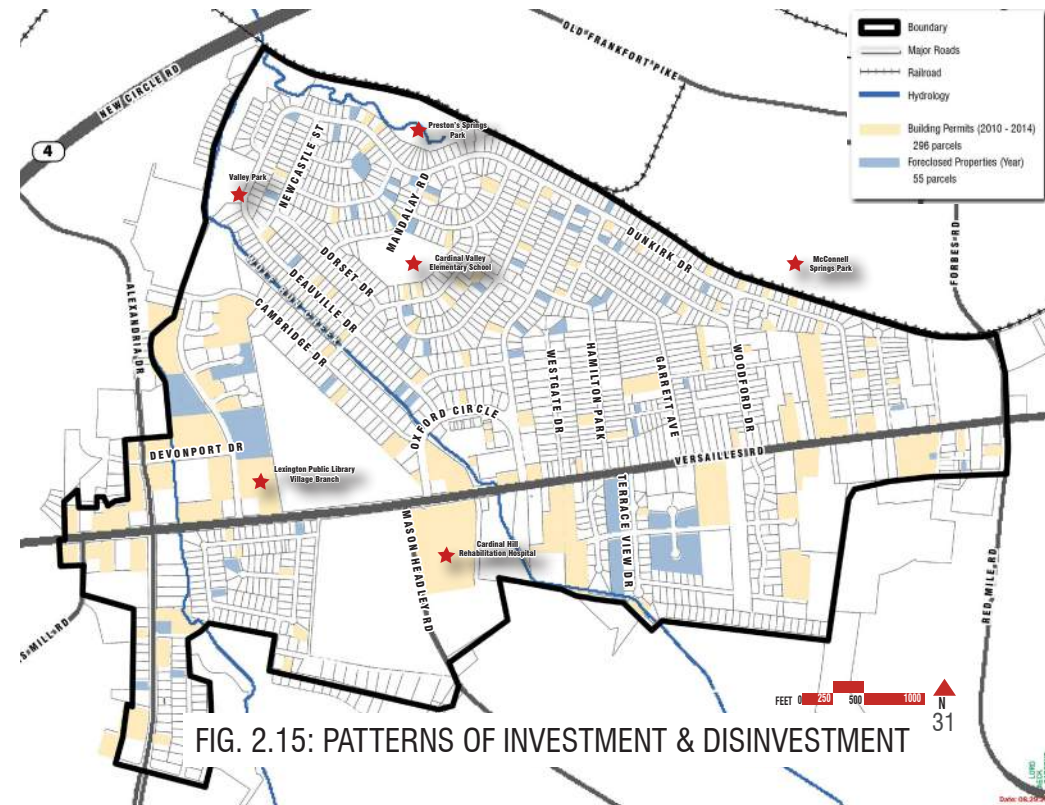 OLD FRANKFORT PIKE
NEW CIRCLE RD
4
Boundary
Major Roads
Railroad
Hydrology
Building Permits (2010 - 2014)
296 parcels
Foreclosed Properties (Year)
55 parcels
Preston's Springs
Park
Valley Park
NEWCASTLE ST
MANDALAY RD
Cardinal Valley
Elementary School
DUNKIRK DR
McConnell
Springs Park
FORBES RD
ALEXANDRIA DR
DORSET DR
DEAUVILLE DR
CAMBRIDGE DR
OXFORD CIRCLE
WESTGATE DR
HAMILTON PARK
GARRETT AVE
WOODFORD DR
DEVONPORT DR
VERSAILLES RD
Lexington Public Library
Village Branch
MASON HEADLEY RD
Cardinal Hill
Rehabilitation Hospital
TERRACE VIEW DR
RED MILE RD
S MILL RD
FEET 0 250 500 1000 N
31
FIG. 2.15: PATTERNS OF INVESTMENT & DISINVESTMENT